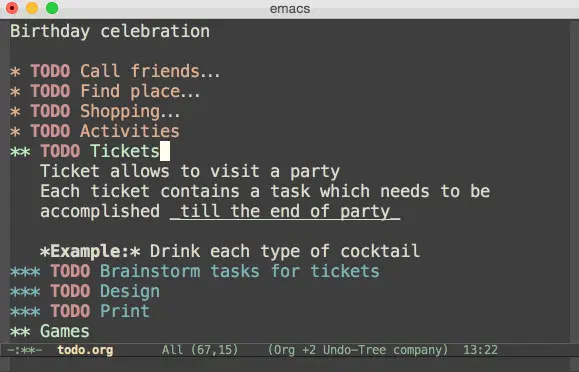 emacs
Birthday celebration
* TODO Call friends...
* TODO Find place...
* TODO Shopping...
* TODO Activities
** TODO Tickets
Ticket allows to visit a party
Each ticket contains a task which needs to be
accomplished _till the end of party_
*Example:* Drink each type of cocktail
*** TODO Brainstorm tasks for tickets
*** TODO Design
*** TODO Print
** Games
-:**- todo.org All (67,15) (Org +2 Undo-Tree company) 13:22